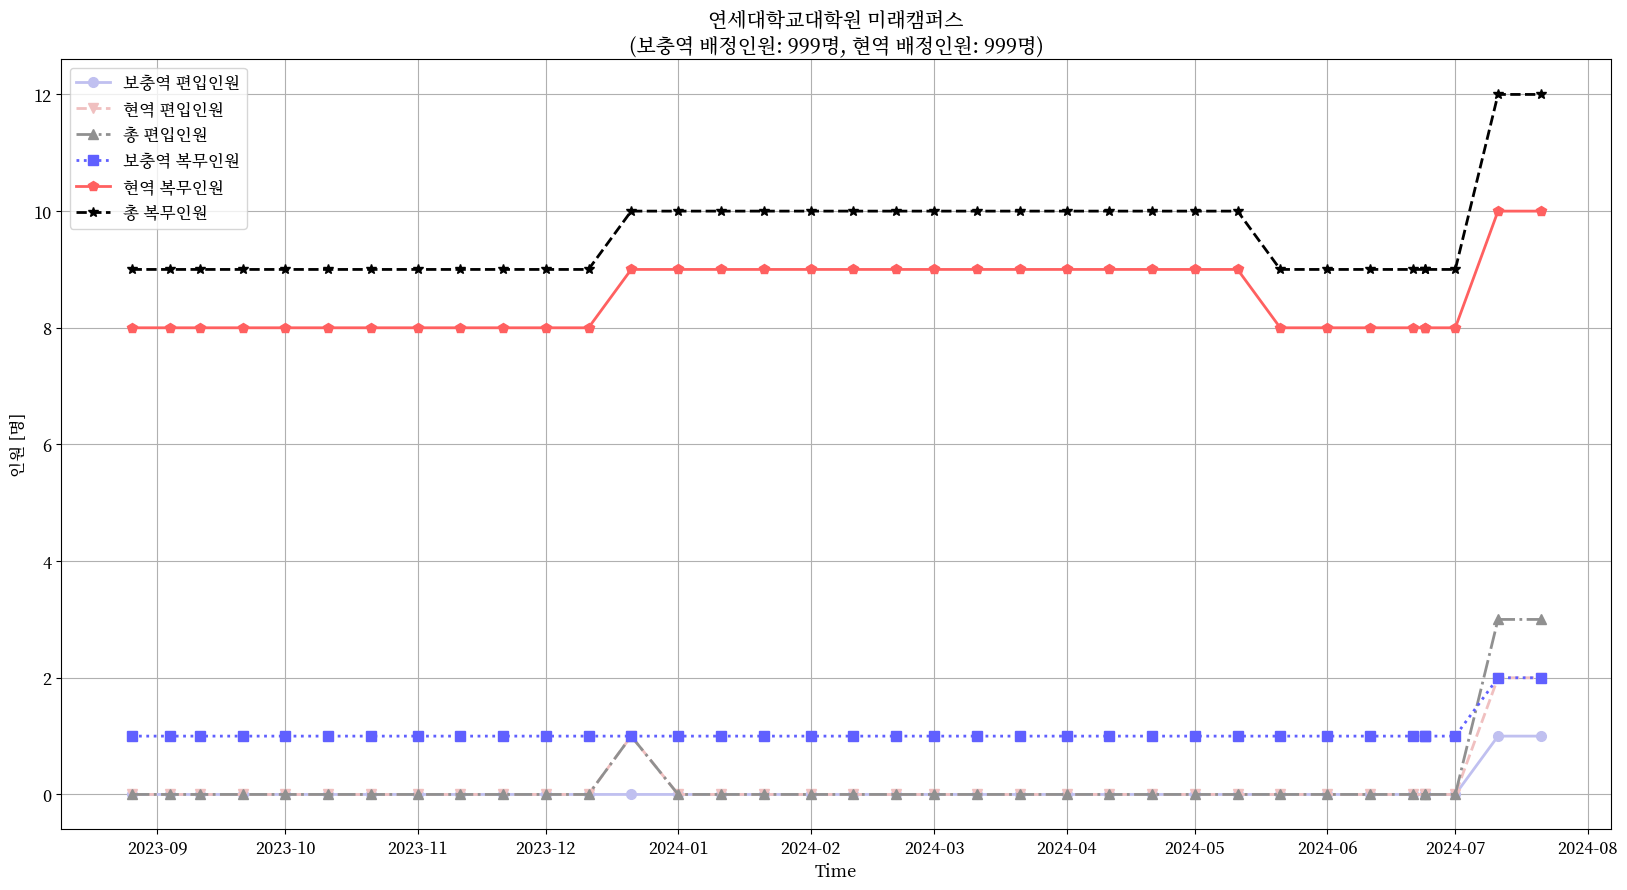 연세대학교대학원 미래캠퍼스
(보충역 배정인원: 999명, 현역 배정인원: 999명)
보충역 편입인원
현역 편입인원
총 편입인원
보충역 복무인원
현역 복무인원
총 복무인원
인원 [명]
12
10
8
6
4
2
0
2023-09 2023-10 2023-11 2023-12 2024-01 2024-02 2024-03 2024-04 2024-05 2024-06 2024-07 2024-08
Time